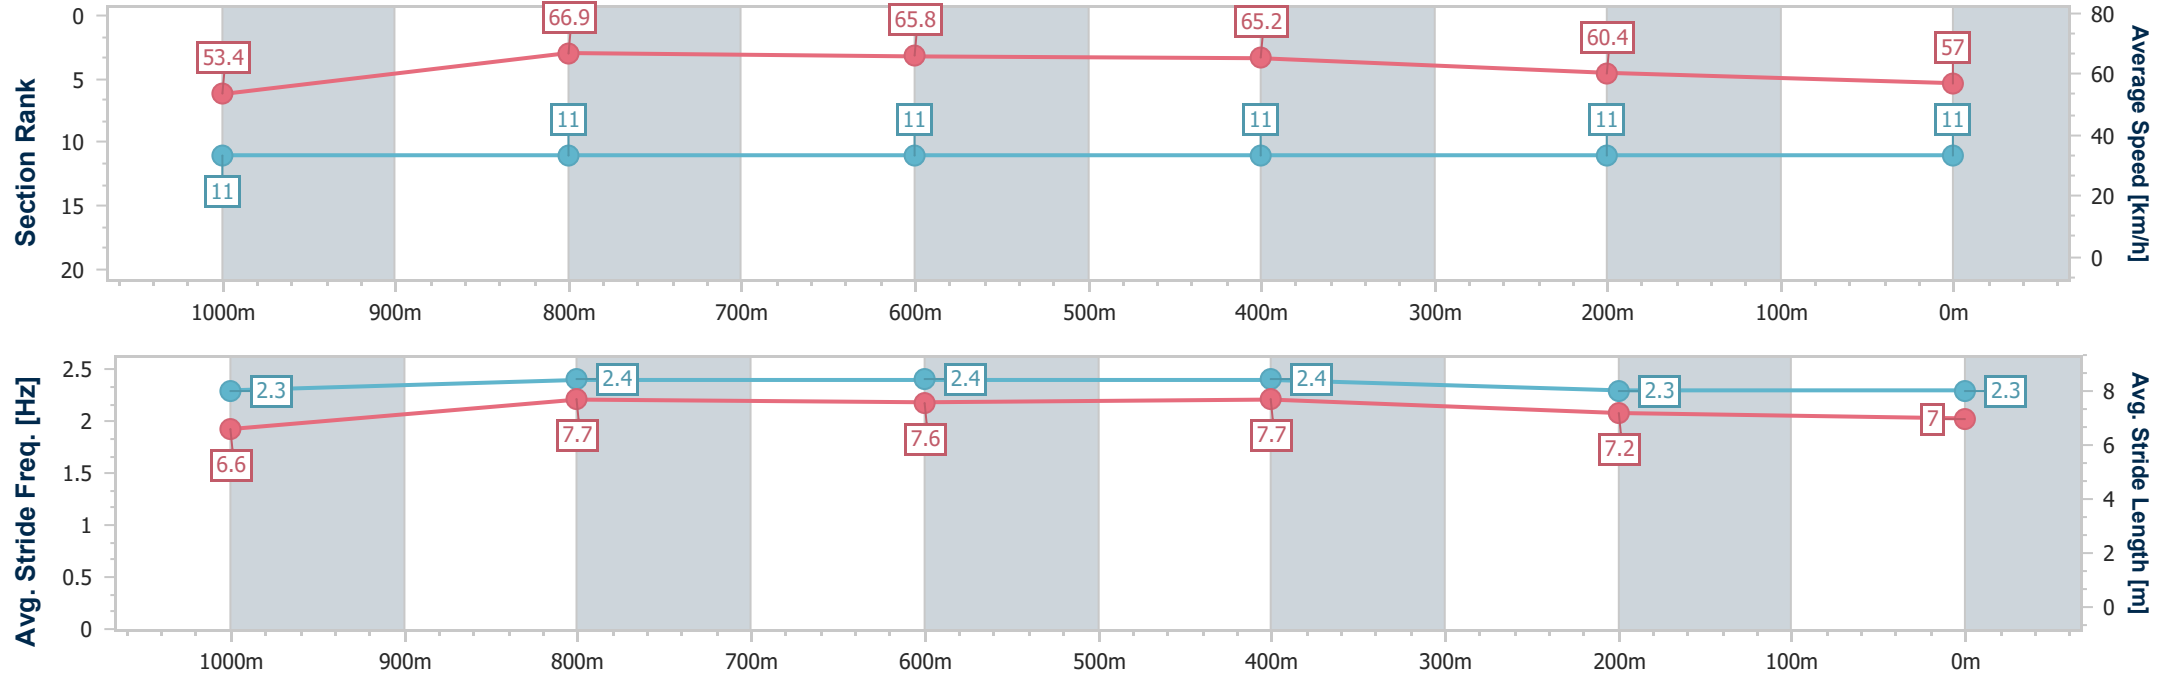 Section Rank
0
5
10
15
20
53.4
66.9
65.8
65.2
60.4
57
11
11
11
11
11
11
80
60
40
20
0
Average Speed [km/h]
1000m
900m
800m
700m
600m
500m
400m
300m
200m
100m
0m
Avg. Stride Freq. [Hz]
2.5
2
1.5
1
0.5
0
2.3
2.4
2.4
2.4
2.3
2.3
6.6
7.7
7.6
7.7
7.2
7
8
6
4
2
0
Avg. Stride Length [m]
1000m
900m
800m
700m
600m
500m
400m
300m
200m
100m
0m